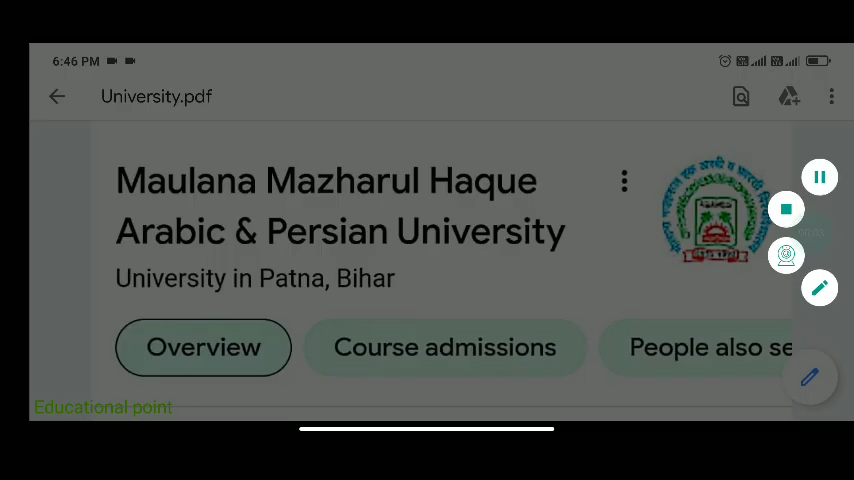 6:46 PM
University.pdf
Maulana Mazharul Haque
Arabic & Persian University
University in Patna, Bihar
Overview
Course admissions
People also se
Educational point